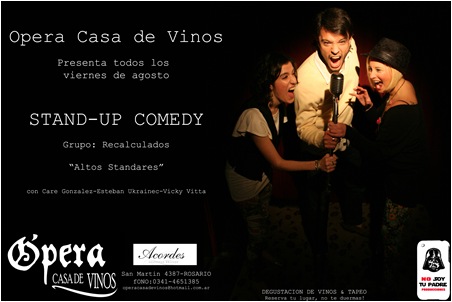 Opera Casa de Vinos
Presenta todos los
viernes de agosto
STAND-UP COMEDY
Grupo: Recalculados
"Altos Standares"
con Care Gonzalez-Esteban Ukrainec-Vicky Vitta
Ópera
CASA DE VINOS
Acordes
San Martin 4387-ROSARIO
fONO:0341-4651385
operacasadevinos@hotmail.com.ar
DEGUSTACION DE VINOS & TAPEO
Reserva tu lugar, no te duermas!
NO SOY
TU PADRE
PRODUCCIONES